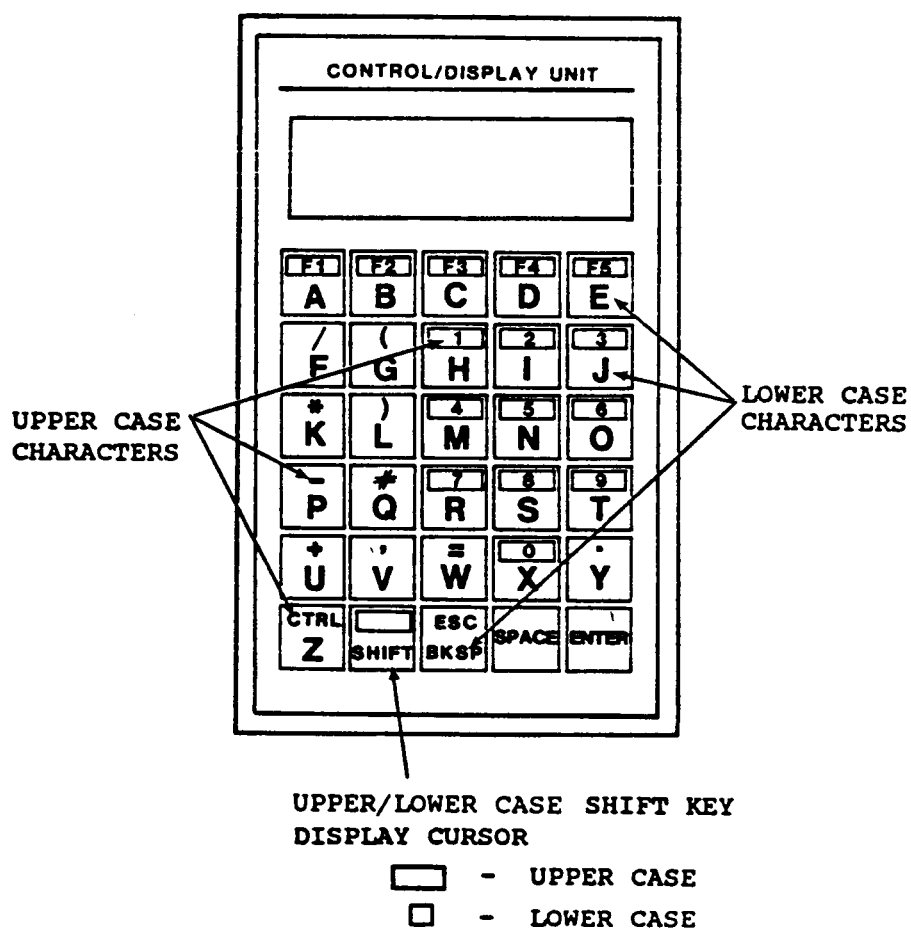 CONTROL/DISPLAY UNIT
F1 F2 F3 F4 F5
A B C D E
/ ( 1 2 3
F G H I J
* ) 4 5 6
K L M N O
- # 7 8 9
P Q R S T
+ , = 0 .
U V W X Y
CTRL ESC
Z SHIFT BKSP SPACE ENTER
UPPER CASE
CHARACTERS
LOWER CASE
CHARACTERS
UPPER/LOWER CASE SHIFT KEY
DISPLAY CURSOR
- UPPER CASE
- LOWER CASE